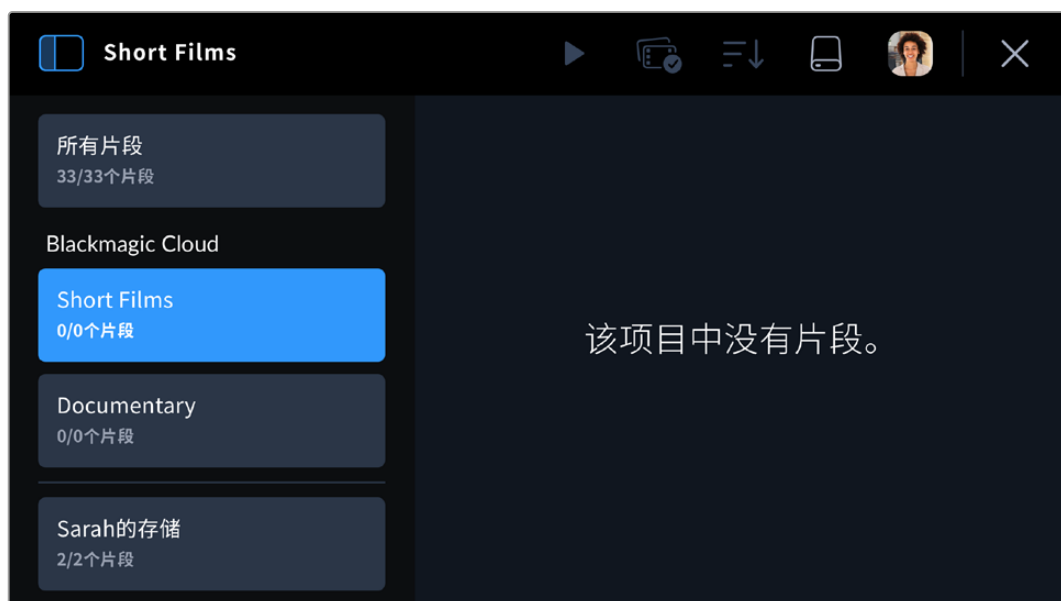 Short Films
所有片段
33/33个片段
Blackmagic Cloud
Short Films
0/0个片段
该项目中没有片段。
Documentary
0/0个片段
Sarah的存储
2/2个片段